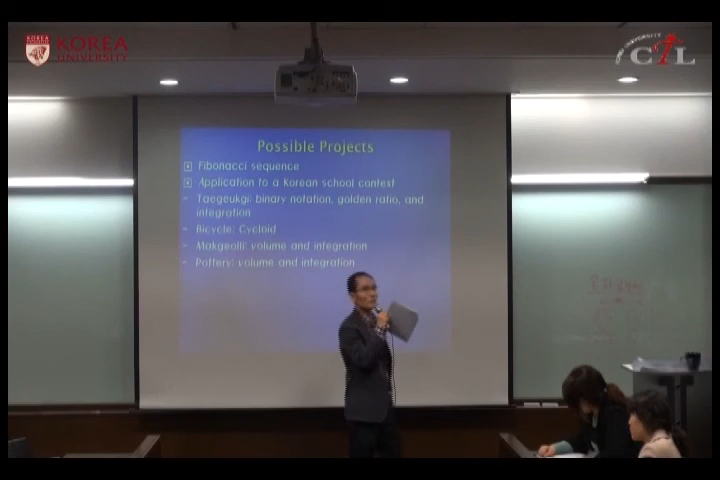 KOREA
UNIVERSITY
CTL
Possible Projects
Fibonacci sequence
Application to a Korean school context
- Taegeukgi: binary notation, golden ratio, and
integration
- Bicycle: Cycloid
- Makgeolli: volume and integration
- Pottery: volume and integration